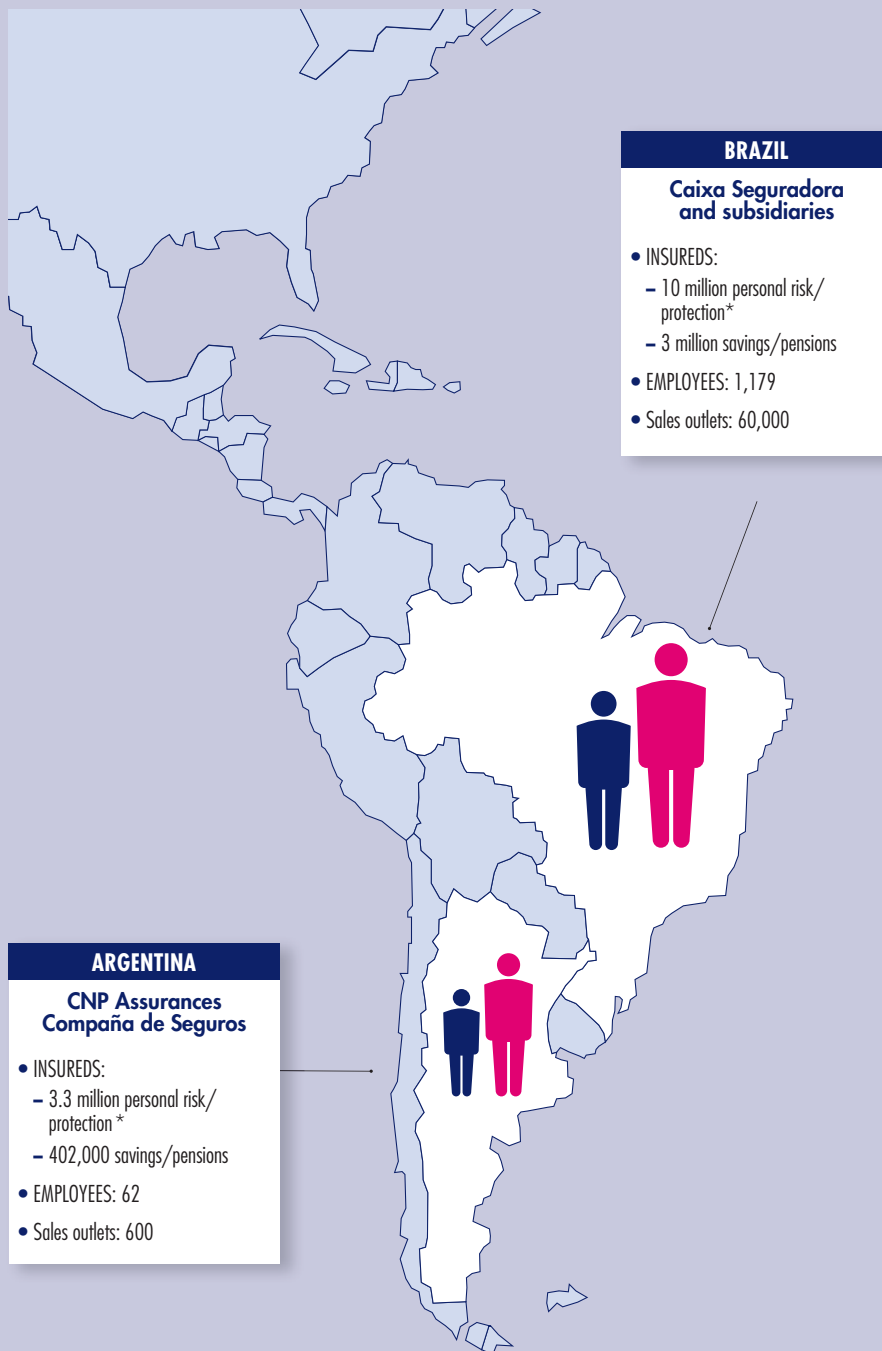 BRAZIL
Caixa Seguradora
and subsidiaries
• INSUREDS:
– 10 million personal risk/
protection*
– 3 million savings/pensions
• EMPLOYEES: 1,179
• Sales outlets: 60,000
ARGENTINA
CNP Assurances
Compaña de Seguros
• INSUREDS:
– 3.3 million personal risk/
protection*
– 402,000 savings/pensions
• EMPLOYEES: 62
• Sales outlets: 600